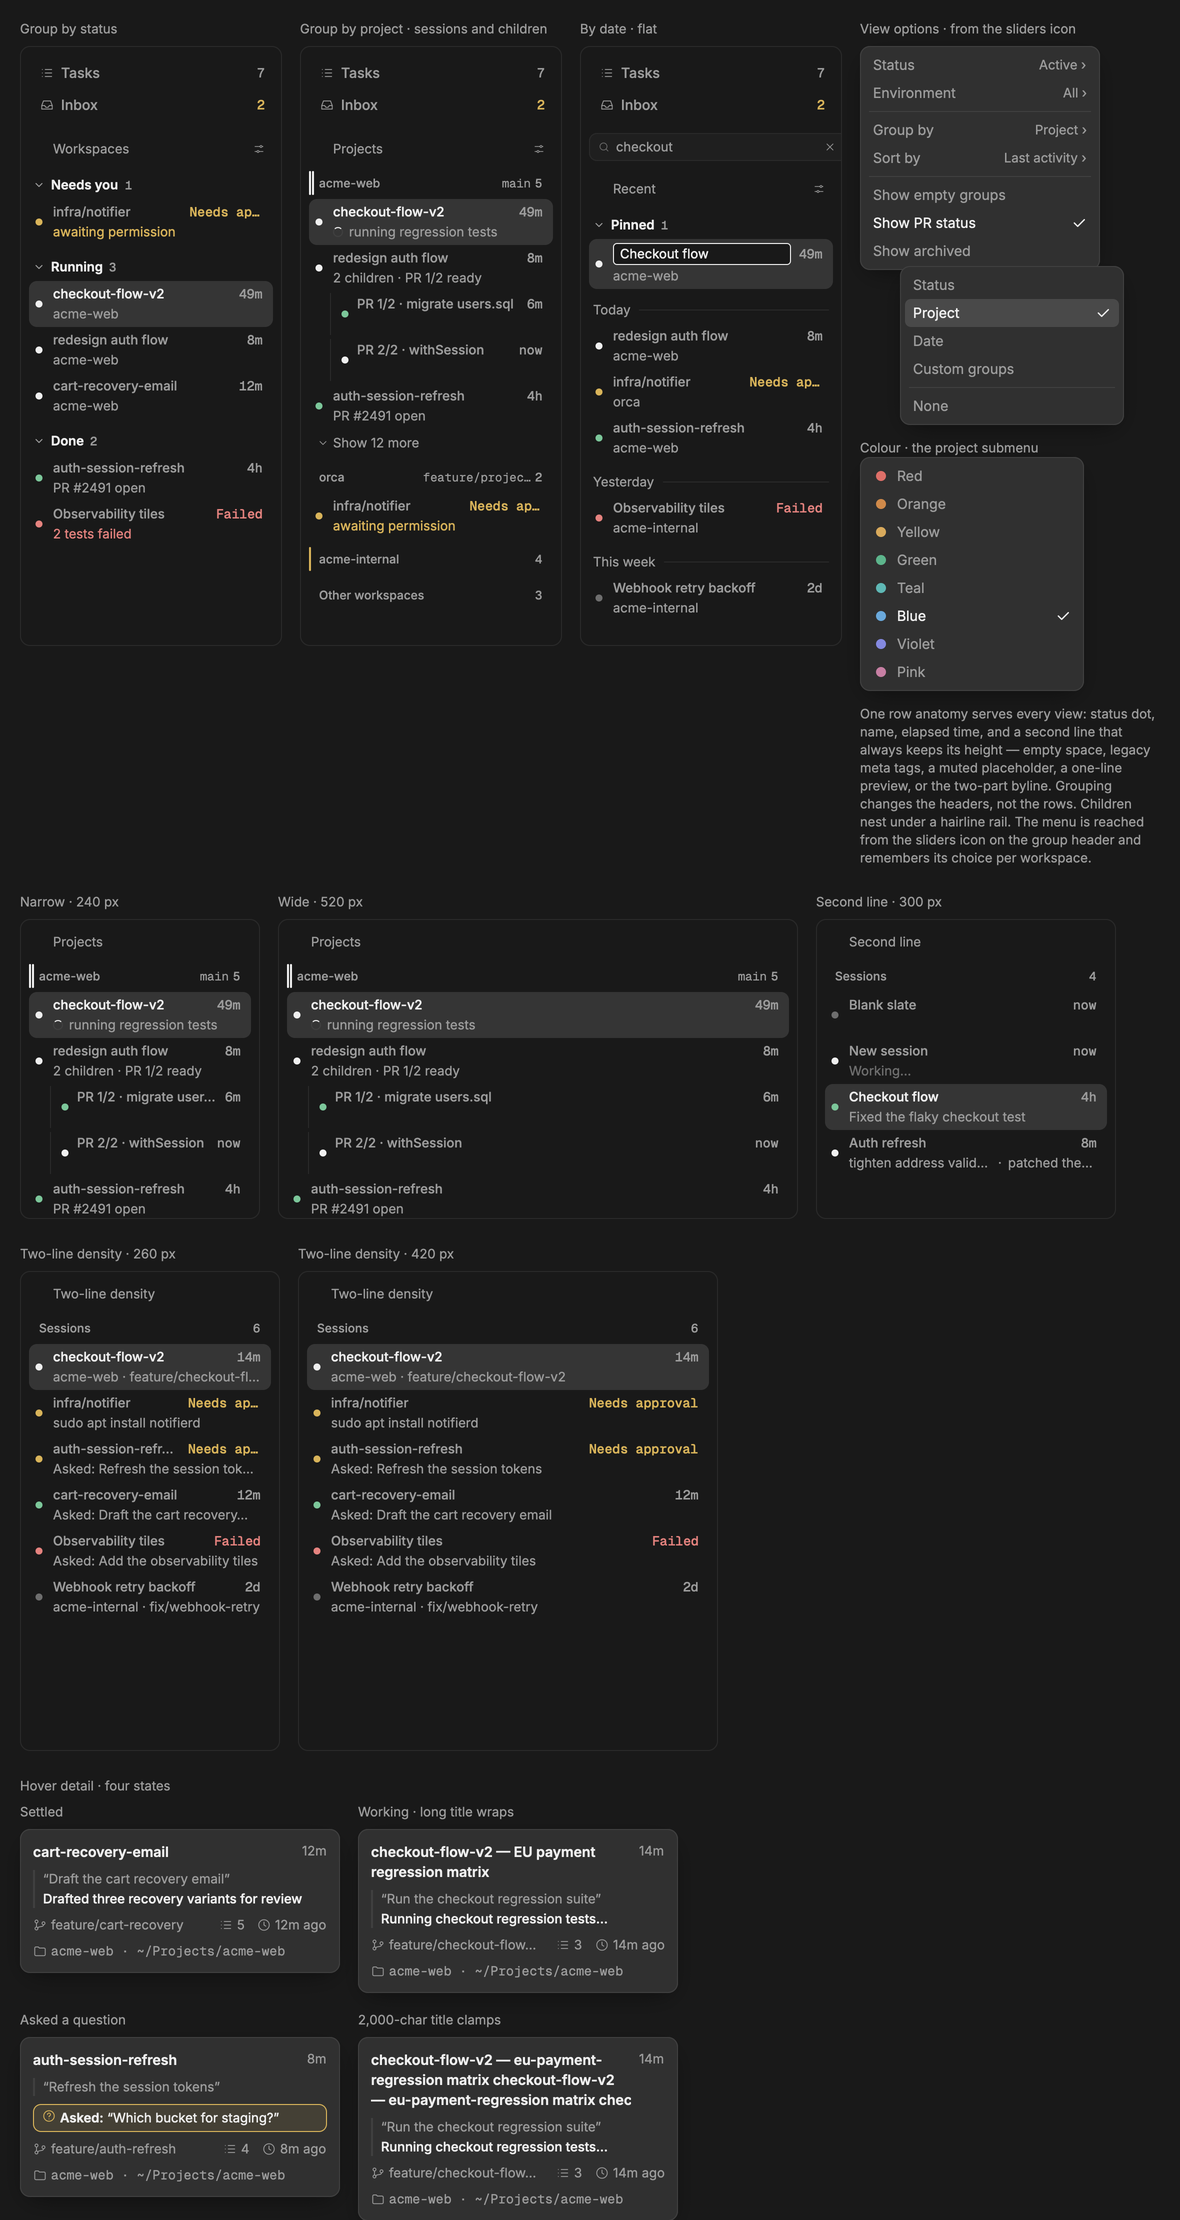 Group by status
Tasks 7
Inbox 2
Workspaces
Needs you 1
infra/notifier Needs ap…
awaiting permission
Running 3
checkout-flow-v2 49m
acme-web
redesign auth flow 8m
acme-web
cart-recovery-email 12m
acme-web
Done 2
auth-session-refresh 4h
PR #2491 open
Observability tiles Failed
2 tests failed
Group by project · sessions and children
Tasks 7
Inbox 2
Projects
acme-web main 5
checkout-flow-v2 49m
running regression tests
redesign auth flow 8m
2 children · PR 1/2 ready
PR 1/2 · migrate users.sql 6m
PR 2/2 · withSession now
auth-session-refresh 4h
PR #2491 open
Show 12 more
orca feature/projec… 2
infra/notifier Needs ap…
awaiting permission
acme-internal 4
Other workspaces 3
By date · flat
Tasks 7
Inbox 2
checkout
Recent
Pinned 1
Checkout flow 49m
acme-web
Today
redesign auth flow 8m
acme-web
infra/notifier Needs ap…
orca
auth-session-refresh 4h
acme-web
Yesterday
Observability tiles Failed
acme-internal
This week
Webhook retry backoff 2d
acme-internal
View options · from the sliders icon
Status Active ›
Environment All ›
Group by Project ›
Sort by Last activity ›
Show empty groups
Show PR status
Show archived
Status
Project
Date
Custom groups
None
Colour · the project submenu
Red
Orange
Yellow
Green
Teal
Blue
Violet
Pink
One row anatomy serves every view: status dot,
name, elapsed time, and a second line that
always keeps its height — empty space, legacy
meta tags, a muted placeholder, a one-line
preview, or the two-part byline. Grouping
changes the headers, not the rows. Children
nest under a hairline rail. The menu is reached
from the sliders icon on the group header and
remembers its choice per workspace.
Narrow · 240 px
Projects
acme-web main 5
checkout-flow-v2 49m
running regression tests
redesign auth flow 8m
2 children · PR 1/2 ready
PR 1/2 · migrate user… 6m
PR 2/2 · withSession now
auth-session-refresh 4h
PR #2491 open
Wide · 520 px
Projects
acme-web main 5
checkout-flow-v2 49m
running regression tests
redesign auth flow 8m
2 children · PR 1/2 ready
PR 1/2 · migrate users.sql 6m
PR 2/2 · withSession now
auth-session-refresh 4h
PR #2491 open
Second line · 300 px
Second line
Sessions 4
Blank slate now
New session now
Working…
Checkout flow 4h
Fixed the flaky checkout test
Auth refresh 8m
tighten address valid… · patched the…
Two-line density · 260 px
Two-line density
Sessions 6
checkout-flow-v2 14m
acme-web · feature/checkout-fl…
infra/notifier Needs ap…
sudo apt install notifierd
auth-session-refr… Needs ap…
Asked: Refresh the session tok…
cart-recovery-email 12m
Asked: Draft the cart recovery…
Observability tiles Failed
Asked: Add the observability tiles
Webhook retry backoff 2d
acme-internal · fix/webhook-retry
Two-line density · 420 px
Two-line density
Sessions 6
checkout-flow-v2 14m
acme-web · feature/checkout-flow-v2
infra/notifier Needs approval
sudo apt install notifierd
auth-session-refresh Needs approval
Asked: Refresh the session tokens
cart-recovery-email 12m
Asked: Draft the cart recovery email
Observability tiles Failed
Asked: Add the observability tiles
Webhook retry backoff 2d
acme-internal · fix/webhook-retry
Hover detail · four states
Settled
cart-recovery-email 12m
“Draft the cart recovery email”
Drafted three recovery variants for review
feature/cart-recovery 5 12m ago
acme-web · ~/Projects/acme-web
Working · long title wraps
checkout-flow-v2 — EU payment 14m
regression matrix
“Run the checkout regression suite”
Running checkout regression tests…
feature/checkout-flow… 3 14m ago
acme-web · ~/Projects/acme-web
Asked a question
auth-session-refresh 8m
“Refresh the session tokens”
Asked: “Which bucket for staging?”
feature/auth-refresh 4 8m ago
acme-web · ~/Projects/acme-web
2,000-char title clamps
checkout-flow-v2 — eu-payment- 14m
regression matrix checkout-flow-v2
— eu-payment-regression matrix chec
“Run the checkout regression suite”
Running checkout regression tests…
feature/checkout-flow… 3 14m ago
acme-web · ~/Projects/acme-web